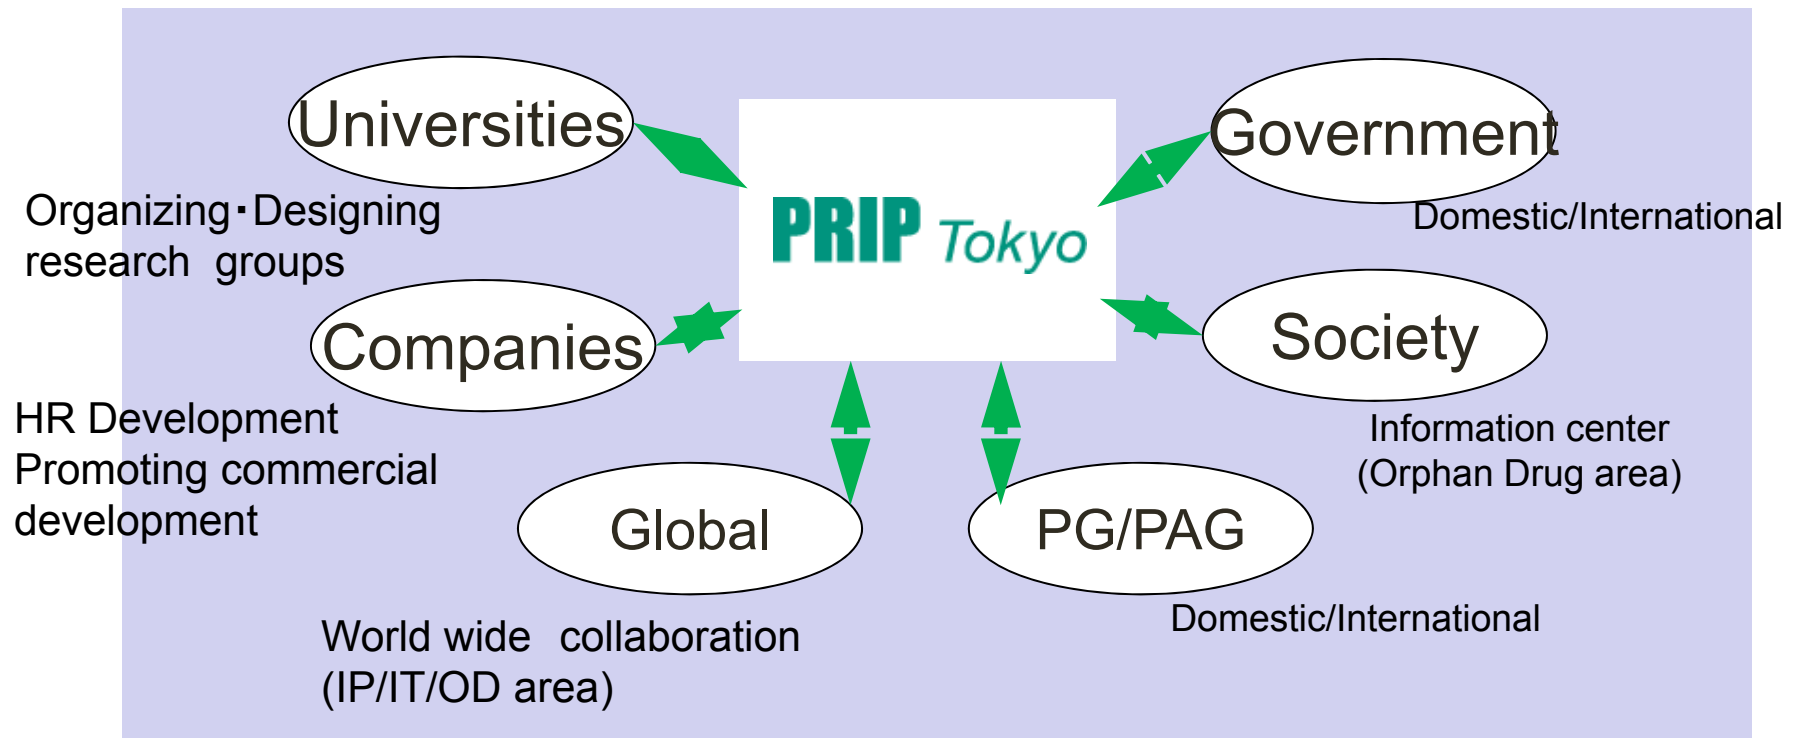 Universities
Organizing･Designing
research groups
Companies
HR Development
Promoting commercial
development
PRIP Tokyo
Global
World wide collaboration
(IP/IT/OD area)
PG/PAG
Domestic/International
Government
Domestic/International
Society
Information center
(Orphan Drug area)